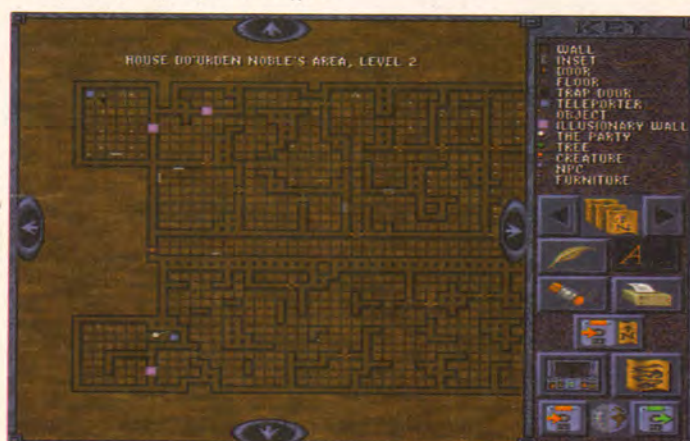 HOUSE DO'URDEN NOBLE'S AREA, LEVEL 2
KEY
WALL
INSET
DOOR
FLOOR
TRAP DOOR
TELEPORTER
OBJECT
ILLUSIONARY WALL
THE PARTY
TREE
CREATURE
NPC
FURNITURE
A